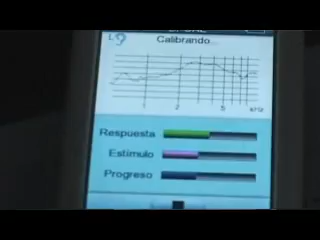 L
Calibrando...
1 2 5 kHz
Respuesta
Estímulo
Progreso